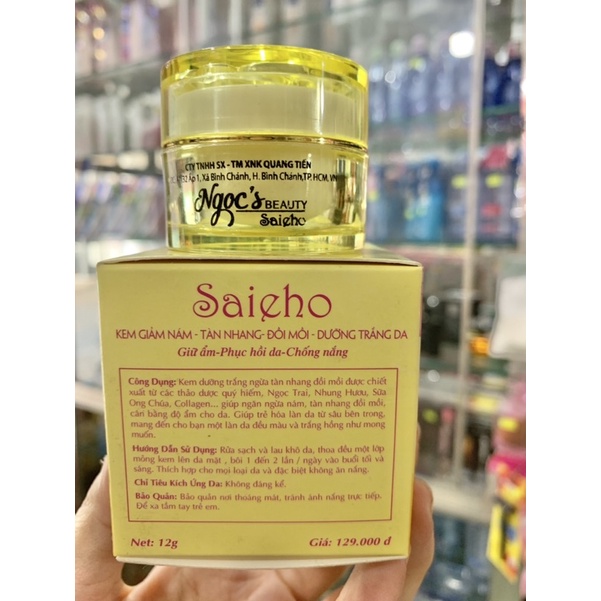 CTY TNHH SX - TM XNK QUANG TIẾN
Ấp 1, Xã Bình Chánh, H. Bình Chánh, TP. HCM, VN
Ngọc's BEAUTY
Saieho
Saieho
KEM GIẢM NÁM - TÀN NHANG- ĐỒI MỒI - DƯỠNG TRẮNG DA
Giữ ẩm-Phục hồi da-Chống nắng
Công Dụng: Kem dưỡng trắng ngừa tàn nhang đồi mồi được chiết
xuất từ các thảo dược quý hiếm, Ngọc Trai, Nhung Hươu, Sữa
Ong Chúa, Collagen... giúp ngăn ngừa nám, tàn nhang đồi mồi,
cân bằng độ ẩm cho da. Giúp trẻ hóa làn da từ sâu bên trong,
mang đến cho bạn một làn da đều màu và trắng hồng như mong
muốn.
Hướng Dẫn Sử Dụng: Rửa sạch và lau khô da, thoa đều một lớp
mỏng kem lên da mặt , bôi 1 đến 2 lần / ngày vào buổi tối và
sáng. Thích hợp cho mọi loại da và đặc biệt không ăn nắng.
Chỉ Tiêu Kích Ứng Da: Không đáng kể.
Bảo Quản: Bảo quản nơi thoáng mát, trành ánh nắng trực tiếp.
Để xa tầm tay trẻ em.
Net: 12g
Giá: 129.000 đ